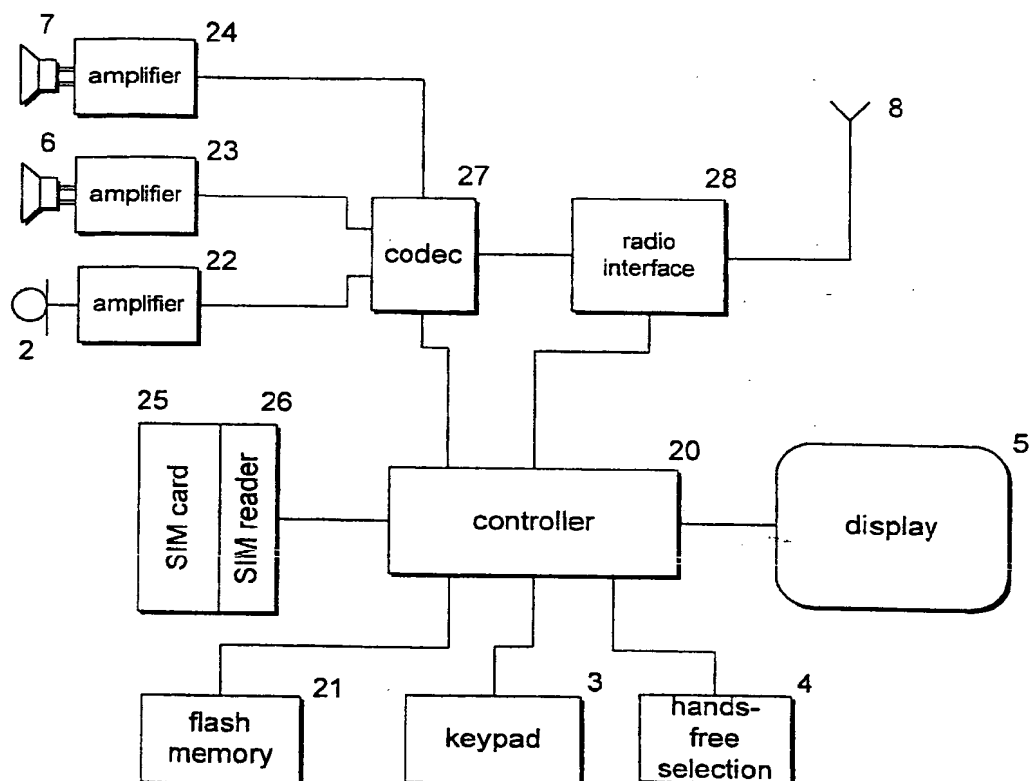 7
24
amplifier
6
23
amplifier
8
27
28
codec
radio
interface
22
amplifier
2
25
26
SIM card
SIM reader
20
controller
5
display
21
flash
memory
3
keypad
4
hands-
free
selection